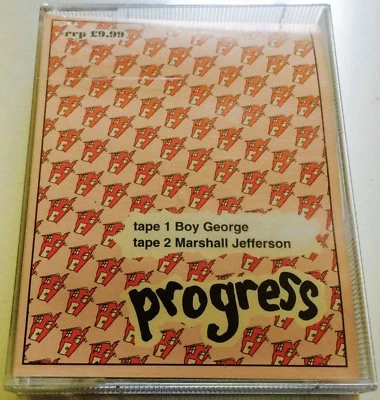 rrp £9.99
tape 1 Boy George
tape 2 Marshall Jefferson
progress